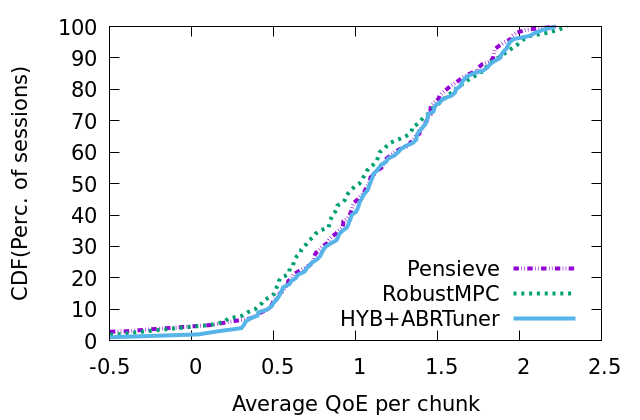 100
90
80
70
60
50
40
30
20
10
0
CDF(Perc. of sessions)
Pensieve
RobustMPC
HYB+ABRTuner
-0.5 0 0.5 1 1.5 2 2.5
Average QoE per chunk